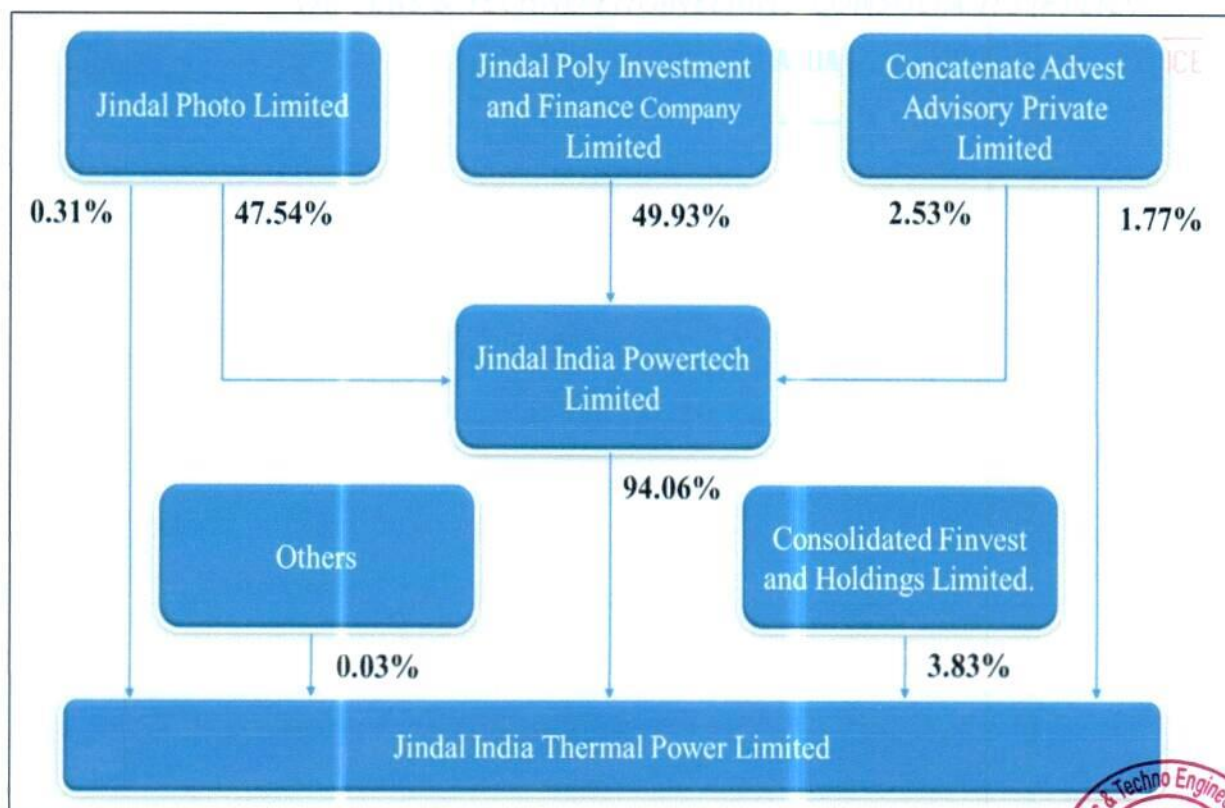 Jindal Photo Limited
Jindal Poly Investment
and Finance Company
Limited
Concatenate Advest
Advisory Private
Limited
0.31%
47.54%
49.93%
2.53%
1.77%
Jindal India Powertech
Limited
94.06%
Others
Consolidated Finvest
and Holdings Limited.
0.03%
3.83%
Jindal India Thermal Power Limited
& Techno Engine